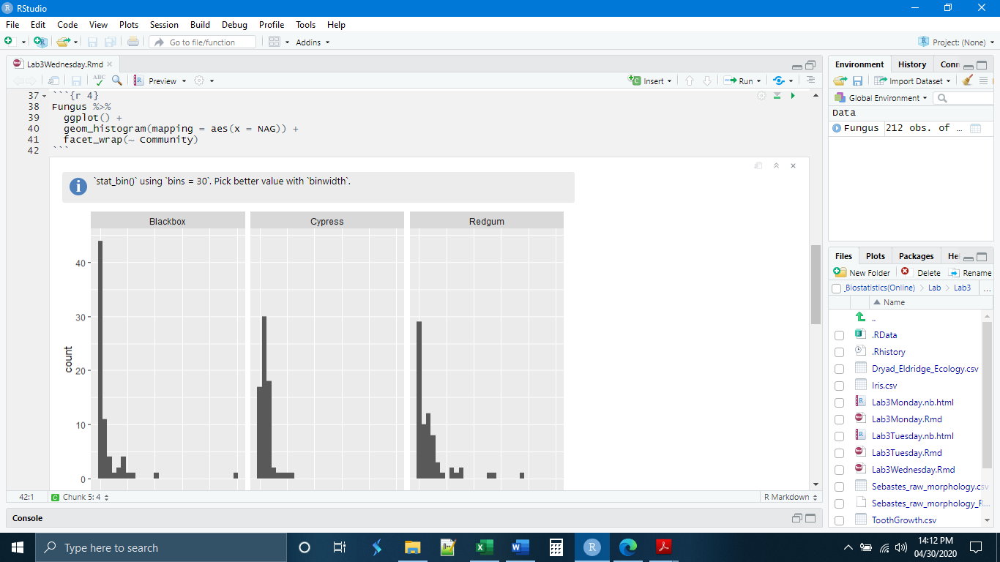 RStudio
File Edit Code View Plots Session Build Debug Profile Tools Help
Go to file/function Addins Project: (None)
Lab3Wednesday.Rmd
ABC Preview Insert Run
37 ```{r 4}
38 Fungus %>%
39 ggplot() +
40 geom_histogram(mapping = aes(x = NAG)) +
41 facet_wrap(~ Community)
42 ```
`stat_bin()` using `bins = 30`. Pick better value with `binwidth`.
Blackbox Cypress Redgum
40
30
20
10
0
count
42:1 Chunk 5: 4 R Markdown
Console
Environment History Conn
Import Dataset
Global Environment
Data
Fungus 212 obs. of …
Files Plots Packages He
New Folder Delete Rename
_Biostatistics(Online) Lab Lab3 ...
Name
..
.RData
.Rhistory
Dryad_Eldridge_Ecology.csv
Iris.csv
Lab3Monday.nb.html
Lab3Monday.Rmd
Lab3Tuesday.nb.html
Lab3Tuesday.Rmd
Lab3Wednesday.Rmd
Sebastes_raw_morphology.csv
Sebastes_raw_morphology_R...
ToothGrowth.csv
Type here to search
14:12 PM
04/30/2020